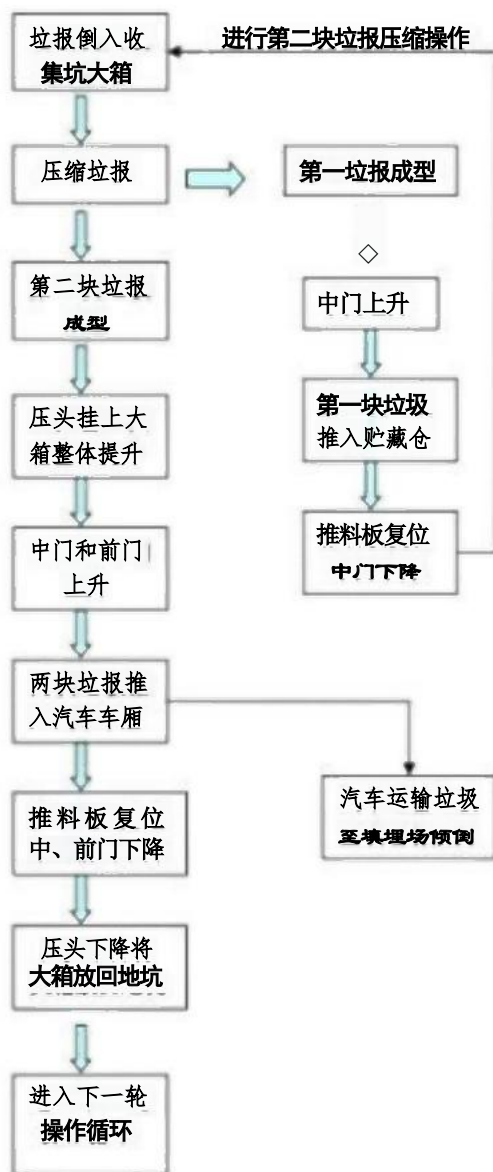 垃报倒入收
集坑大箱
进行第二块垃报压缩操作
压缩垃报
第一垃报成型
第二块垃报
成型
中门上升
压头挂上大
箱整体提升
第一块垃圾
推入贮藏仓
中门和前门
上升
推料板复位
中门下降
两块垃报推
入汽车车厢
汽车运输垃圾
至填埋场倾倒
推料板复位
中、前门下降
压头下降将
大箱放回地坑
进入下一轮
操作循环